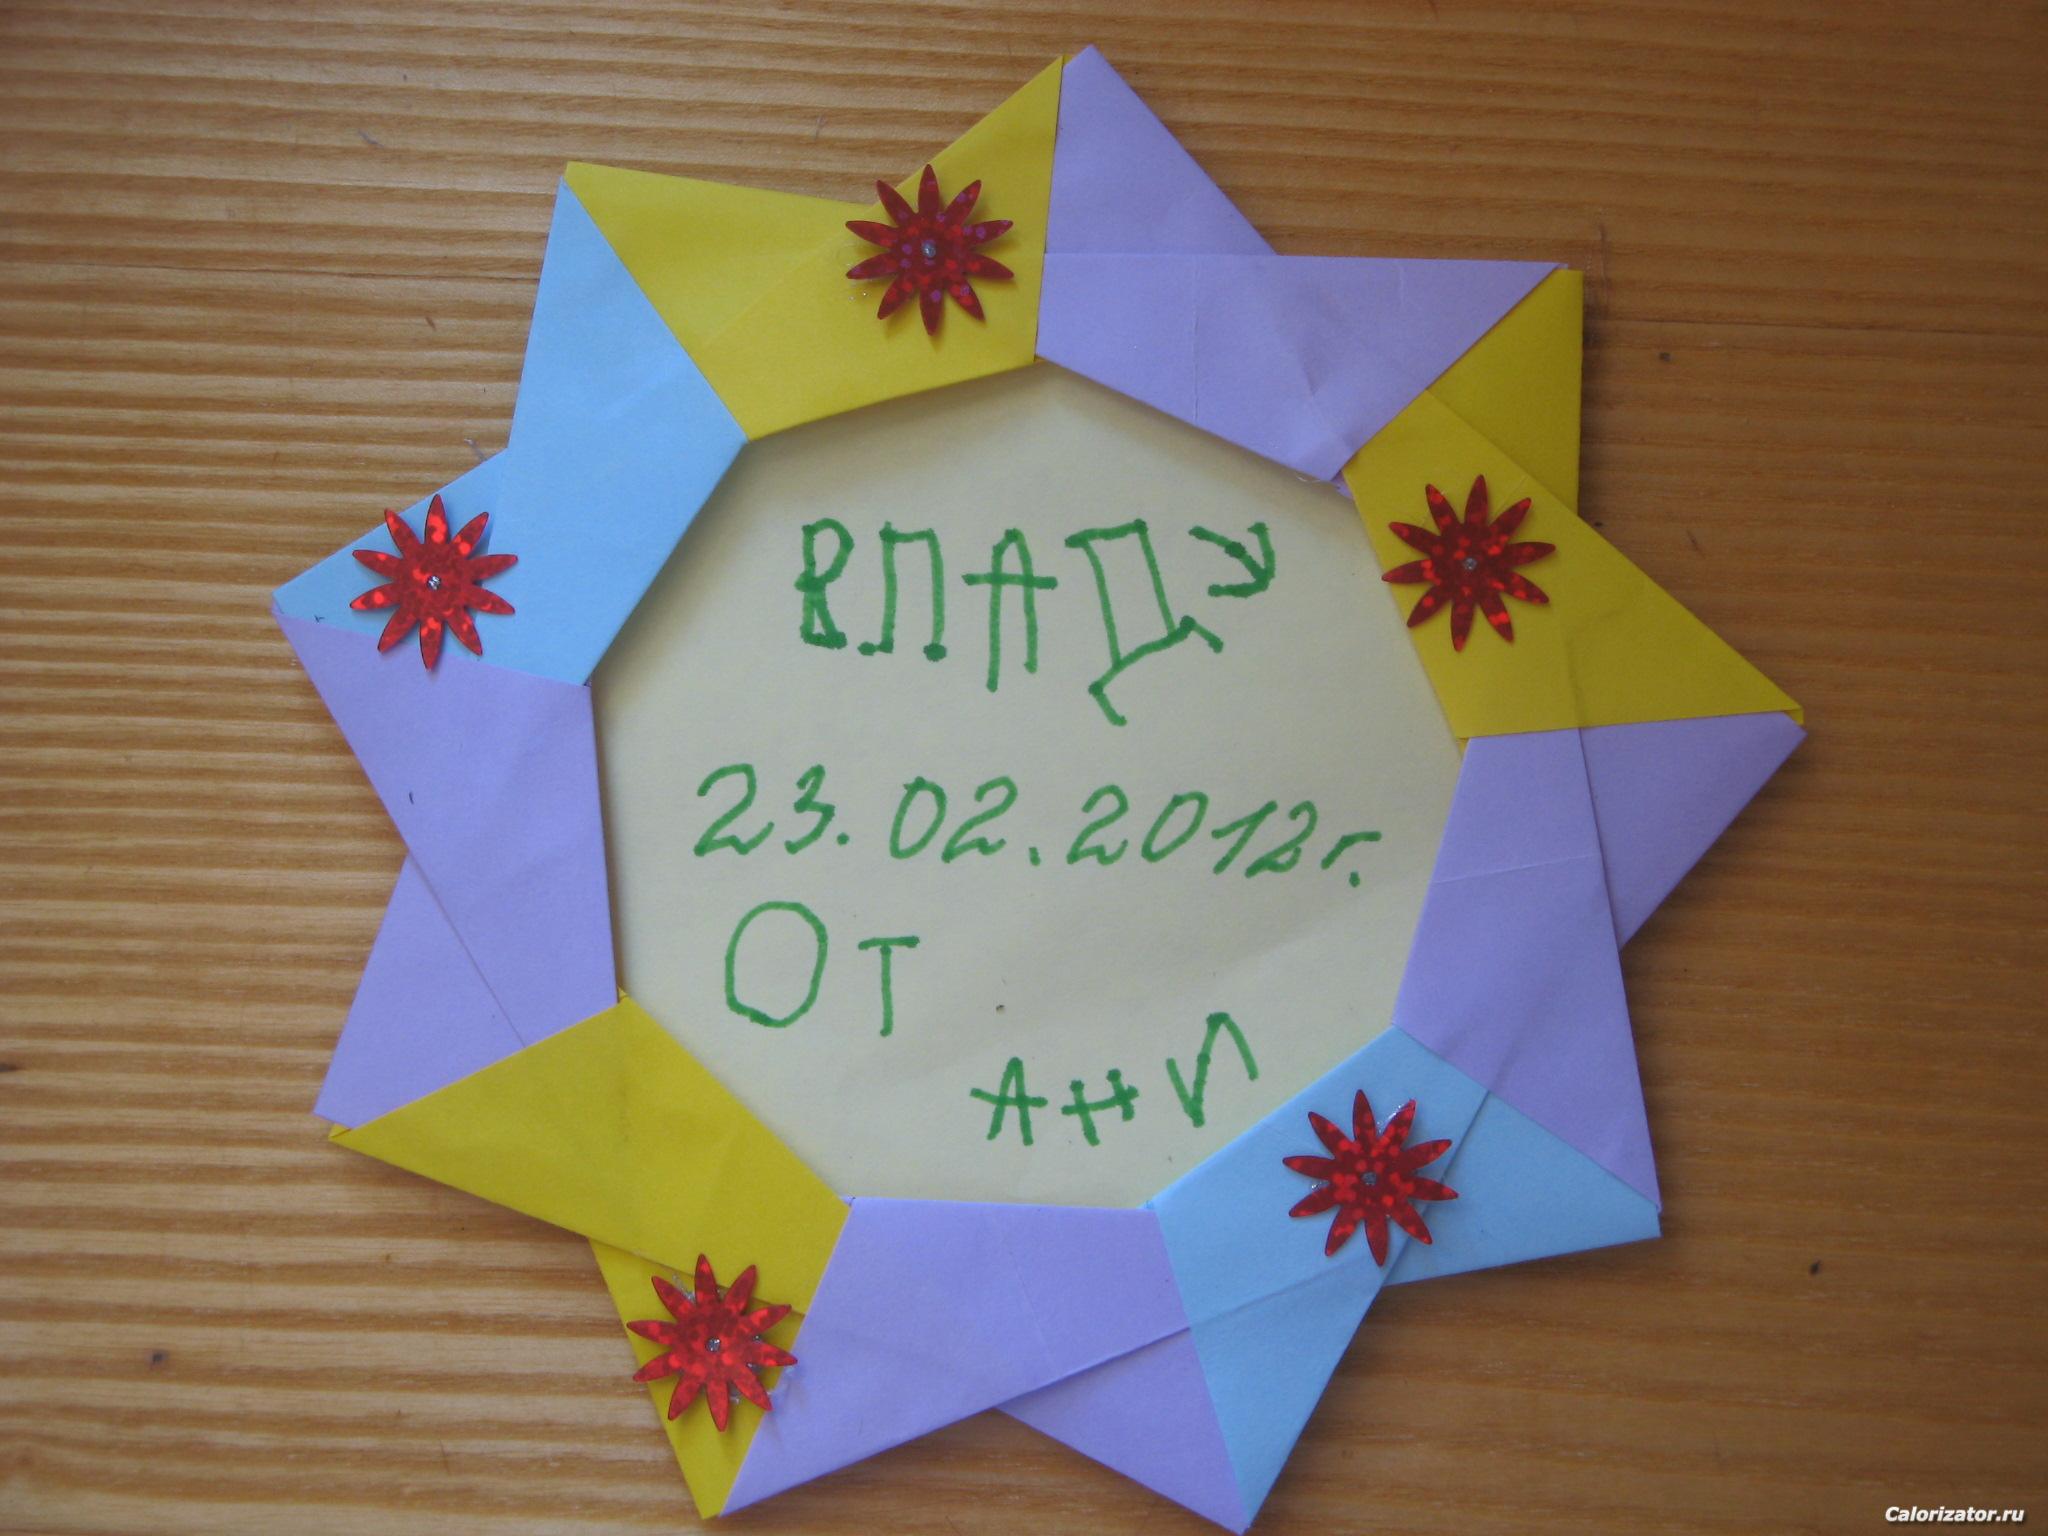 ВЛАДУ
23.02.2012г.
От
АНИ
Calorizator.ru